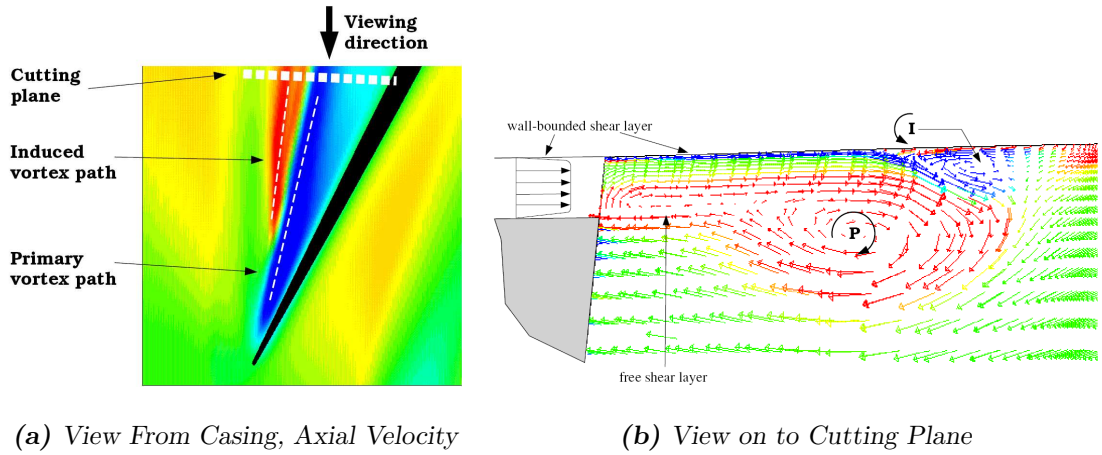 Viewing
direction
Cutting
plane
Induced
vortex path
Primary
vortex path
wall-bounded shear layer
I
P
free shear layer
(a) View From Casing, Axial Velocity
(b) View on to Cutting Plane